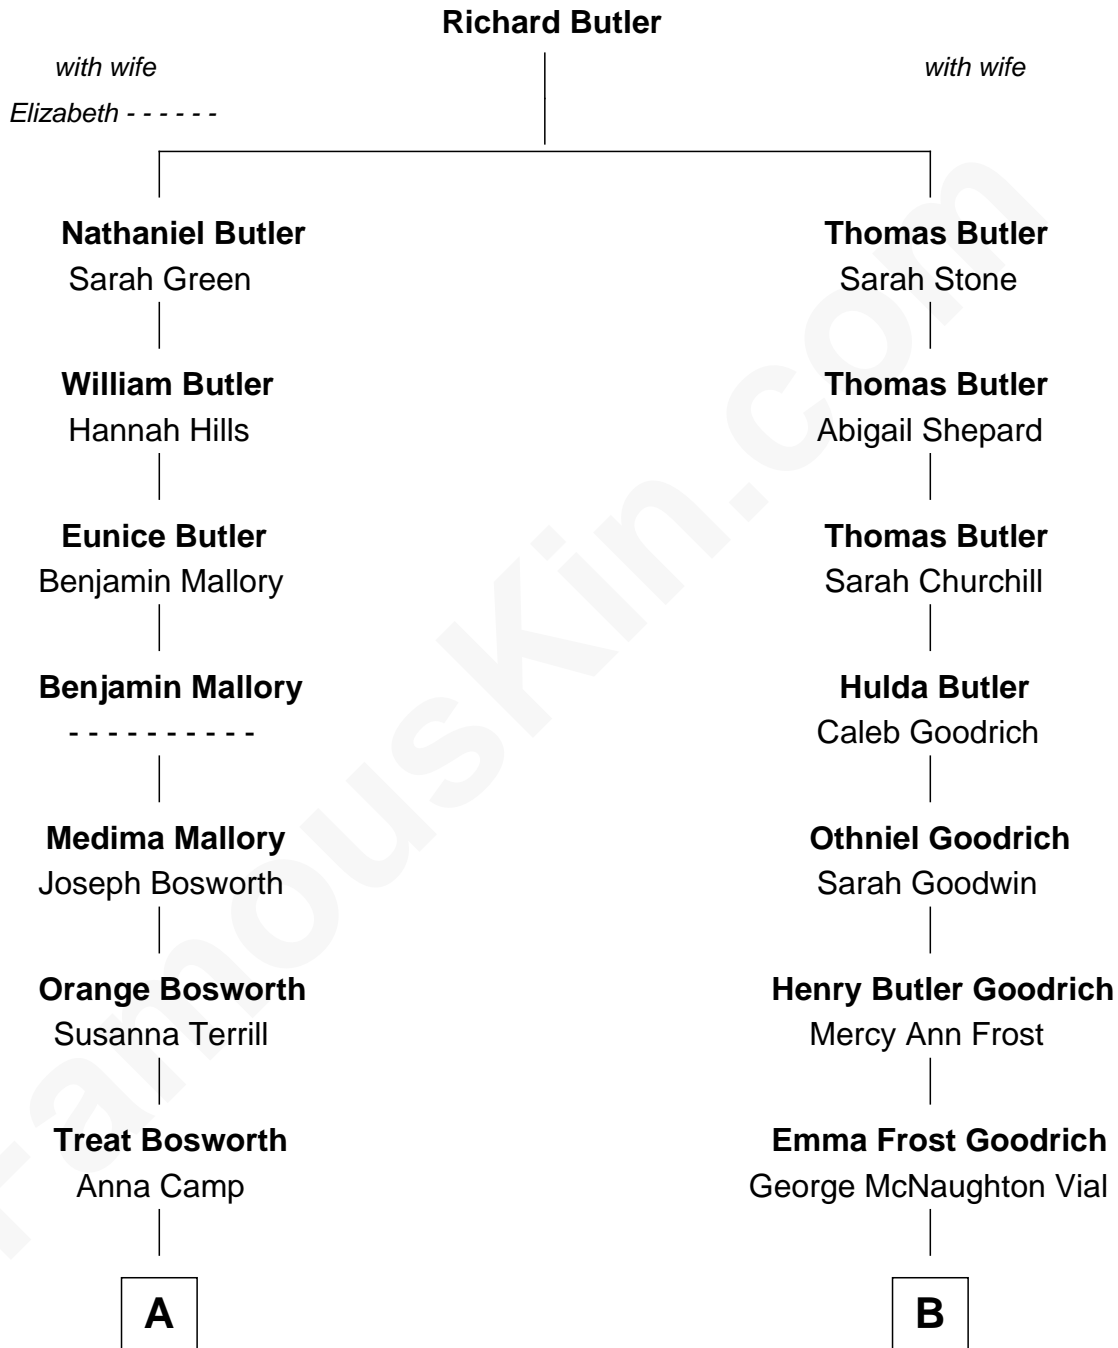 Richard Butler
with wife
with wife
Elizabeth - - - - - -
Nathaniel Butler
Sarah Green
Thomas Butler
Sarah Stone
William Butler
Hannah Hills
Thomas Butler
Abigail Shepard
Eunice Butler
Benjamin Mallory
Thomas Butler
Sarah Churchill
Benjamin Mallory
- - - - - - - - - -
Hulda Butler
Caleb Goodrich
Medima Mallory
Joseph Bosworth
Othniel Goodrich
Sarah Goodwin
Orange Bosworth
Susanna Terrill
Henry Butler Goodrich
Mercy Ann Frost
Treat Bosworth
Anna Camp
Emma Frost Goodrich
George McNaughton Vial
A
B
FamousKin.com